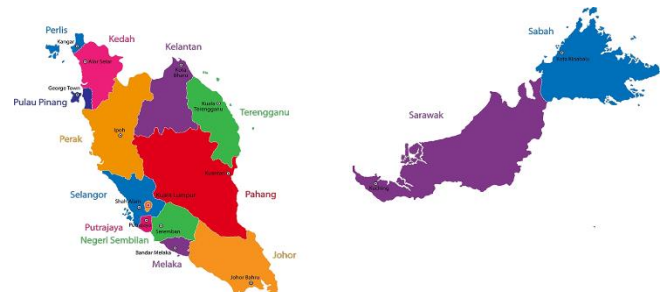 Perlis
Kangar
Kedah
Alor Setar
Kelantan
Kota
Bharu
George Town
Pulau Pinang
Kuala
Terengganu
Terengganu
Perak
Ipoh
Kuantan
Pahang
Selangor
Shah Alam
Kuala Lumpur
Putrajaya
Putrajaya
Seremban
Negeri Sembilan
Bandar Melaka
Melaka
Johor
Johor Bahru
Sabah
Kota Kinabalu
Sarawak
Kuching